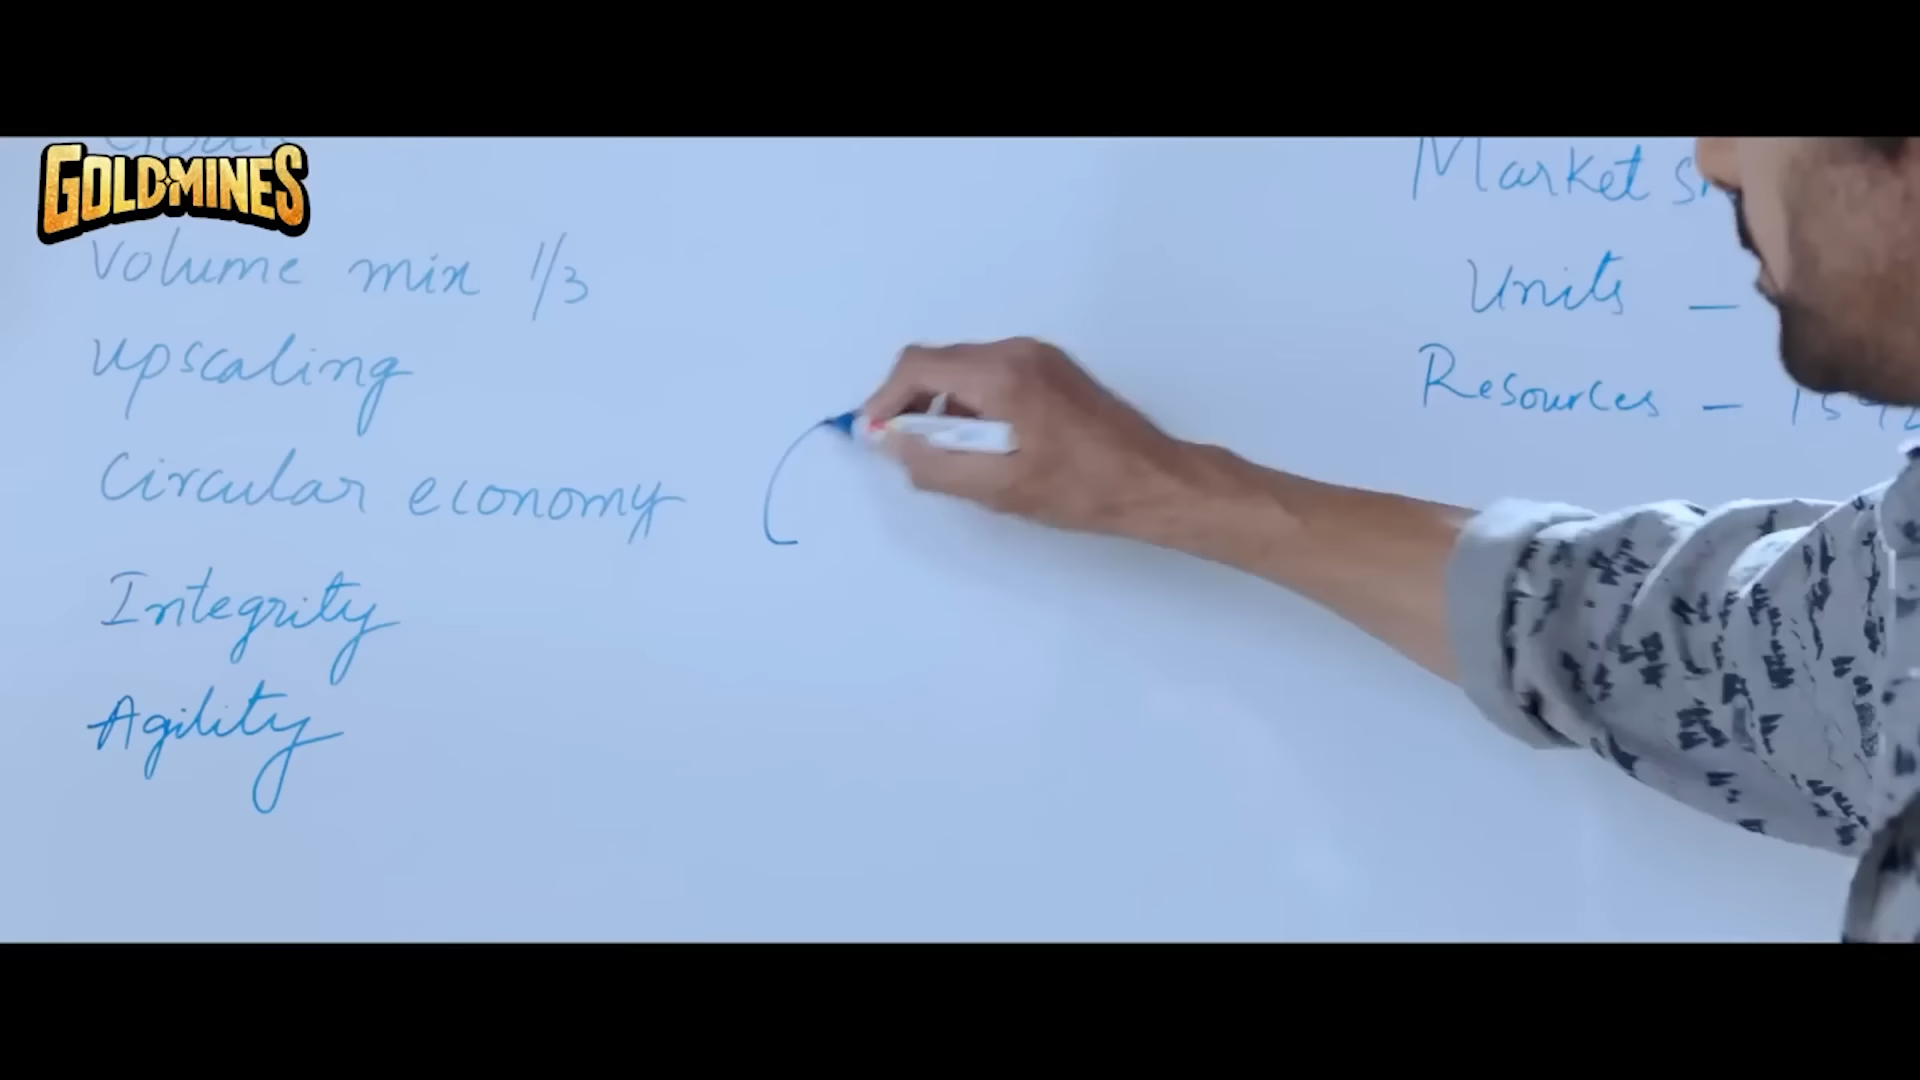 GOLDMINES
Volume mix 1/3
upscaling
Circular economy
Integrity
Agility
Market
Units –
Resources –